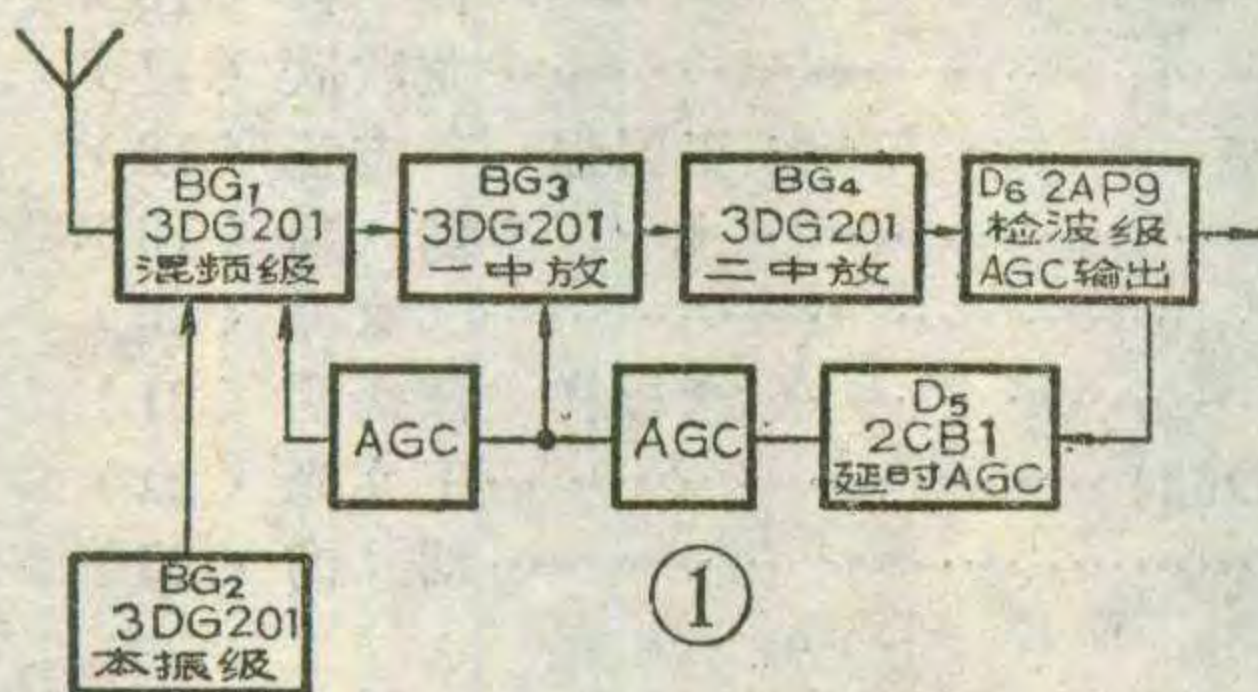 BG₁
3DG201
混频级
BG₃
3DG201
一中放
BG₄
3DG201
二中放
D₆ 2AP9
检波级
AGC输出
AGC
AGC
D₅
2CB1
延时AGC
BG₂
3DG201
本振级
①